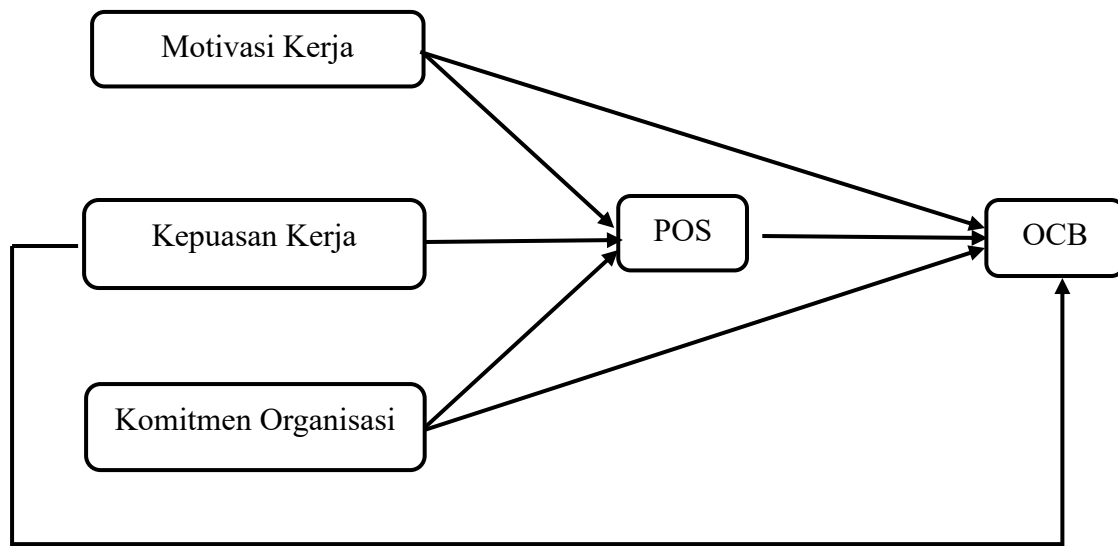 Motivasi Kerja
Kepuasan Kerja
POS
OCB
Komitmen Organisasi